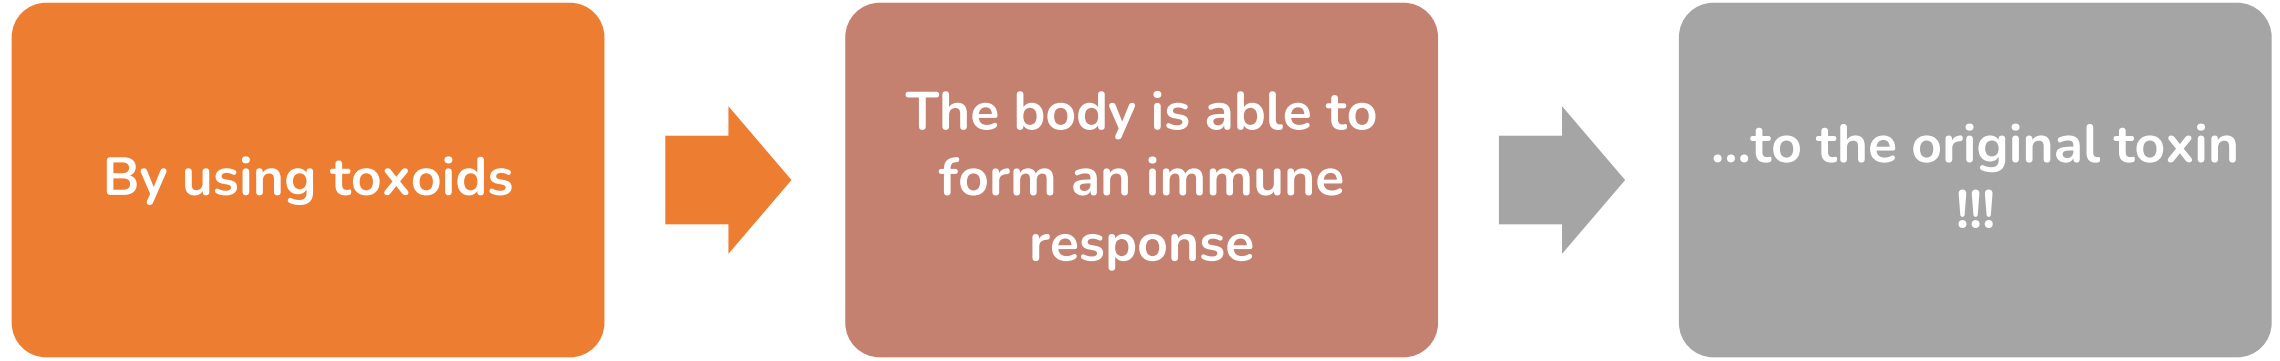 By using toxoids
The body is able to
form an immune
response
...to the original toxin
!!!